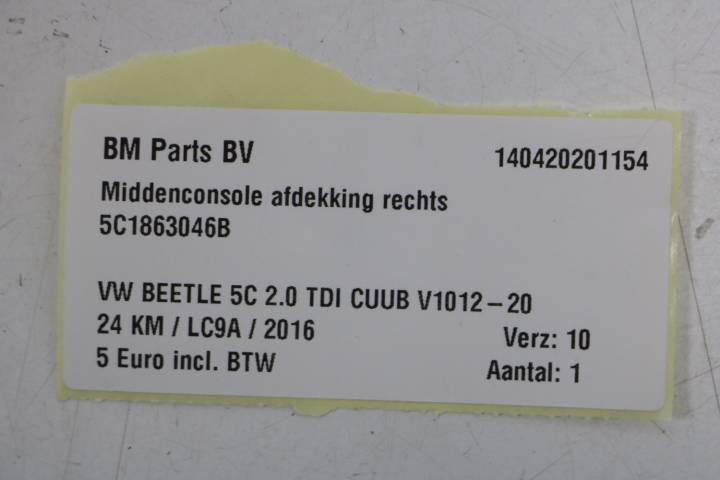 BM Parts BV 140420201154
Middenconsole afdekking rechts
5C1863046B
VW BEETLE 5C 2.0 TDI CUUB V1012-20
24 KM / LC9A / 2016 Verz: 10
5 Euro incl. BTW Aantal: 1